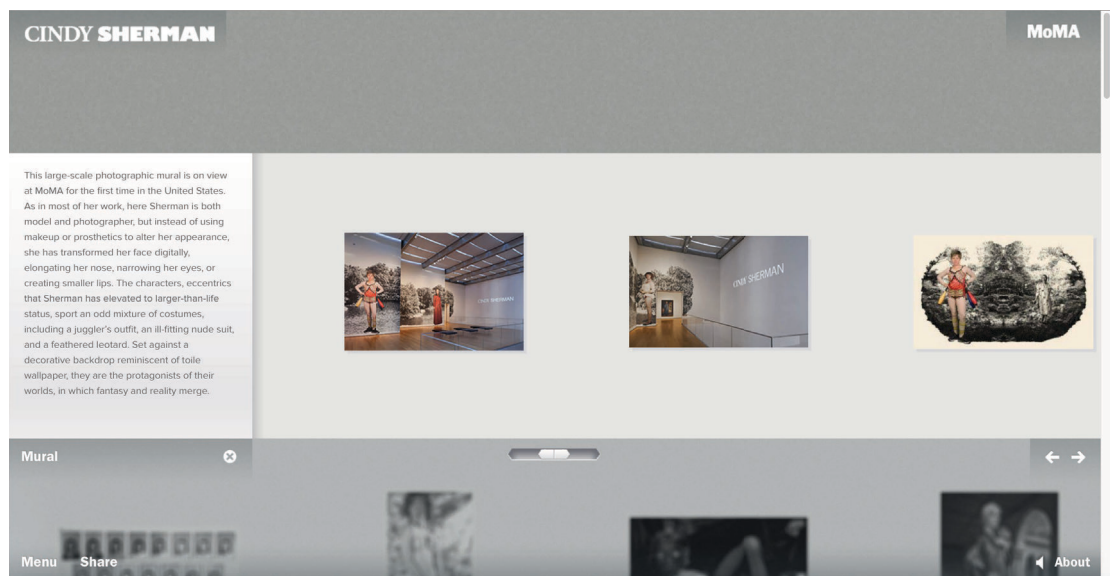 CINDY SHERMAN
MoMA
This large-scale photographic mural is on view
at MoMA for the first time in the United States.
As in most of her work, here Sherman is both
model and photographer, but instead of using
makeup or prosthetics to alter her appearance,
she has transformed her face digitally,
elongating her nose, narrowing her eyes, or
creating smaller lips. The characters, eccentrics
that Sherman has elevated to larger-than-life
status, sport an odd mixture of costumes,
including a juggler's outfit, an ill-fitting nude suit,
and a feathered leotard. Set against a
decorative backdrop reminiscent of toile
wallpaper, they are the protagonists of their
worlds, in which fantasy and reality merge.
CINDY SHERMAN
CINDY SHERMAN
Mural
Menu Share
About